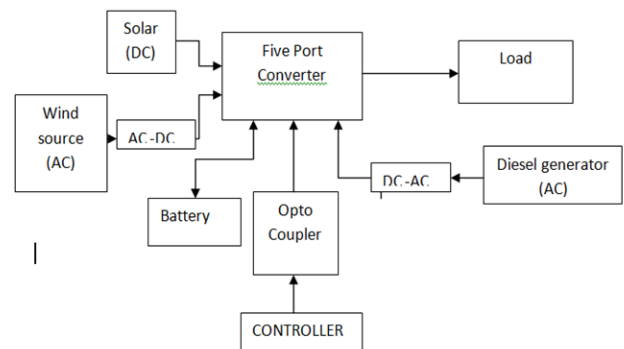 Solar
(DC)
Five Port
Converter
Load
Wind
source
(AC)
AC-DC
Battery
Opto
Coupler
DC-AC
Diesel generator
(AC)
CONTROLLER